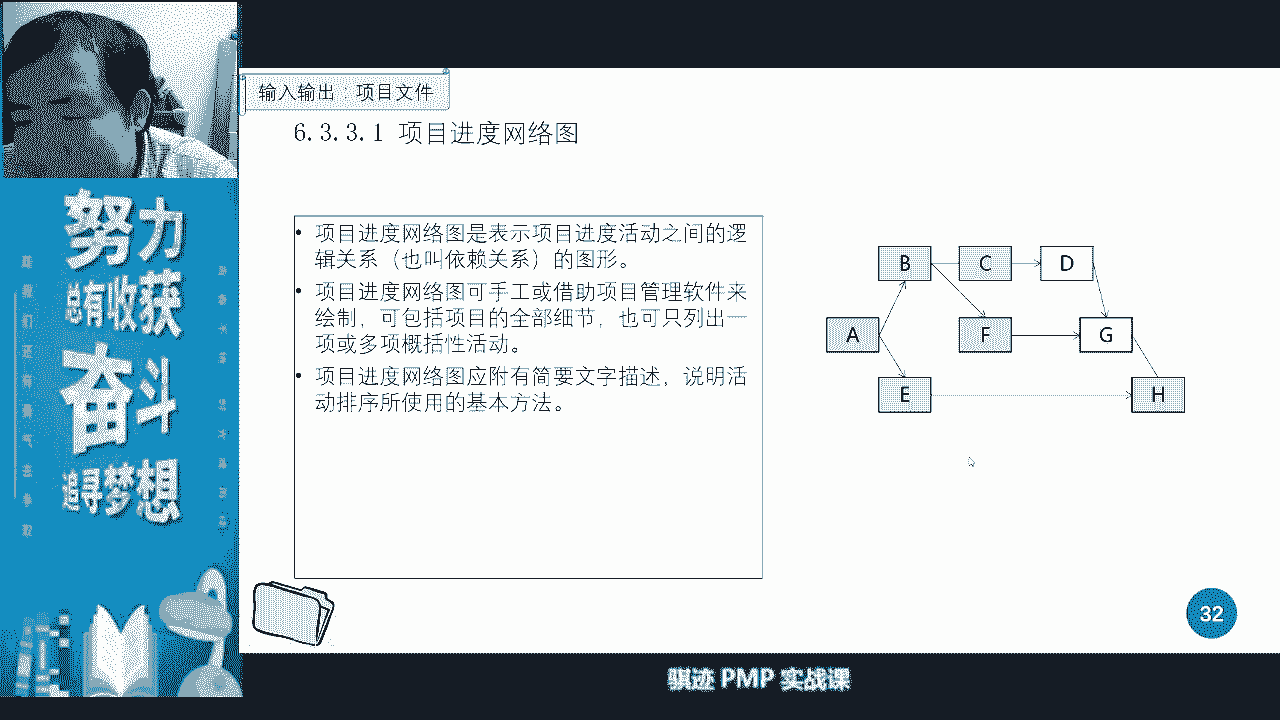 输入输出 项目文件
6.3.3.1 项目进度网络图
• 项目进度网络图是表示项目进度活动之间的逻
辑关系（也叫依赖关系）的图形。
• 项目进度网络图可手工或借助项目管理软件来
绘制，可包括项目的全部细节，也可只列出一
项或多项概括性活动。
• 项目进度网络图应附有简要文字描述，说明活
动排序所使用的基本方法。
B
C
D
A
F
G
E
H
32
努力
总有收获
奋斗
追寻梦想
骐迹 PMP 实战课